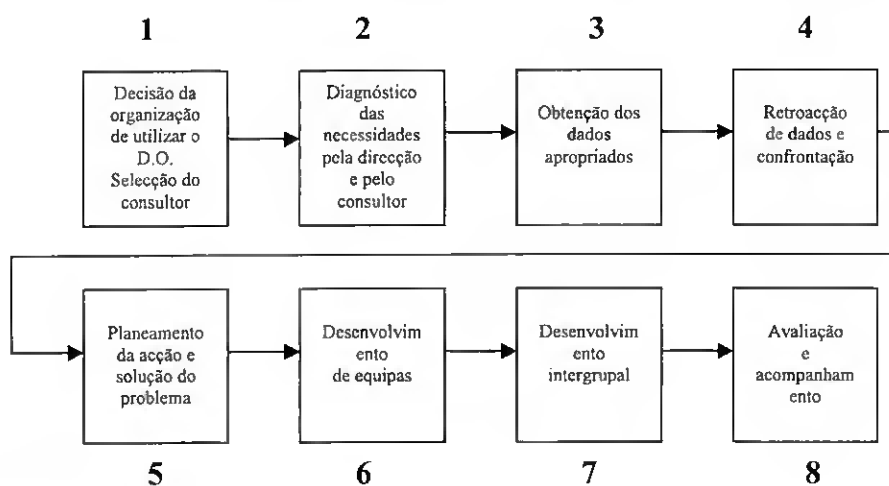 1
2
3
4
Decisão da
organização
de utilizar o
D.O.
Selecção do
consultor
Diagnóstico
das
necessidades
pela direcção
e pelo
consultor
Obtenção dos
dados
apropriados
Retroacção
de dados e
confrontação
Planeamento
da acção e
solução do
problema
Desenvolvim
ento
de equipas
Desenvolvim
ento
intergrupal
Avaliação
e
acompanham
ento
5
6
7
8